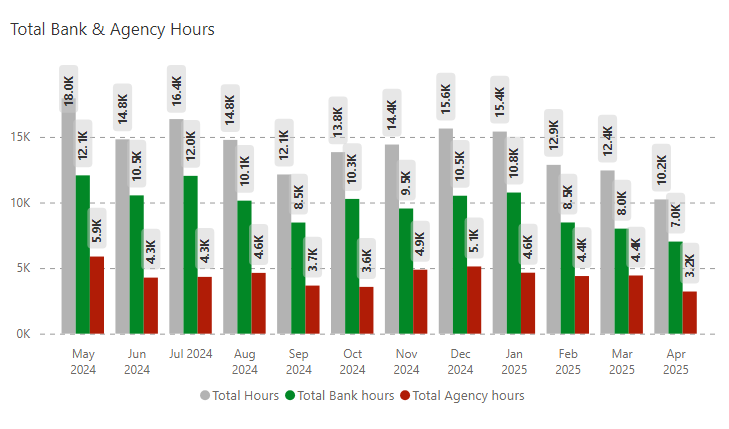 Total Bank & Agency Hours
18.0K 12.1K 5.9K
14.8K 10.5K 4.3K
16.4K 12.0K 4.3K
14.8K 10.1K 4.6K
12.1K 8.5K 3.7K
13.8K 10.3K 3.6K
14.4K 9.5K 4.9K
15.6K 10.5K 5.1K
15.4K 10.8K 4.6K
12.9K 8.5K 4.4K
12.4K 8.0K 4.4K
10.2K 7.0K 3.2K
15K
10K
5K
0K
May 2024
Jun 2024
Jul 2024
Aug 2024
Sep 2024
Oct 2024
Nov 2024
Dec 2024
Jan 2025
Feb 2025
Mar 2025
Apr 2025
Total Hours Total Bank hours Total Agency hours